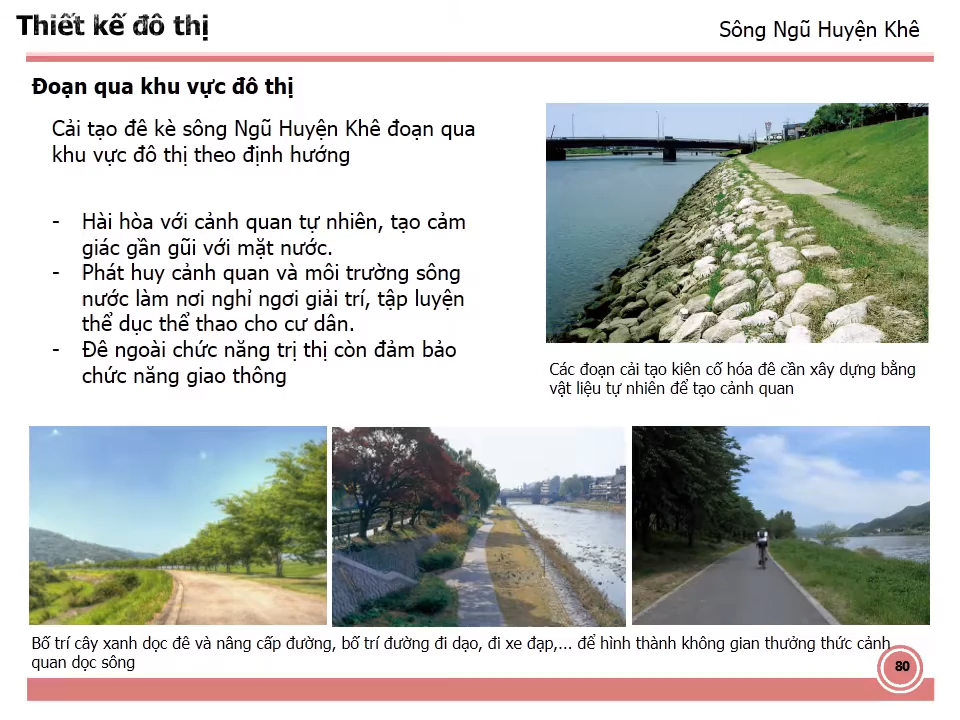 Thiết kế đô thị
Sông Ngũ Huyện Khê
Đoạn qua khu vực đô thị
Cải tạo đê kè sông Ngũ Huyện Khê đoạn qua
khu vực đô thị theo định hướng
- Hài hòa với cảnh quan tự nhiên, tạo cảm
giác gần gũi với mặt nước.
- Phát huy cảnh quan và môi trường sông
nước làm nơi nghỉ ngơi giải trí, tập luyện
thể dục thể thao cho cư dân.
- Đê ngoài chức năng trị thị còn đảm bảo
chức năng giao thông
Các đoạn cải tạo kiên cố hóa đê cần xây dựng bằng
vật liệu tự nhiên để tạo cảnh quan
Bố trí cây xanh dọc đê và nâng cấp đường, bố trí đường đi dạo, đi xe đạp,... để hình thành không gian thưởng thức cảnh
quan dọc sông
80